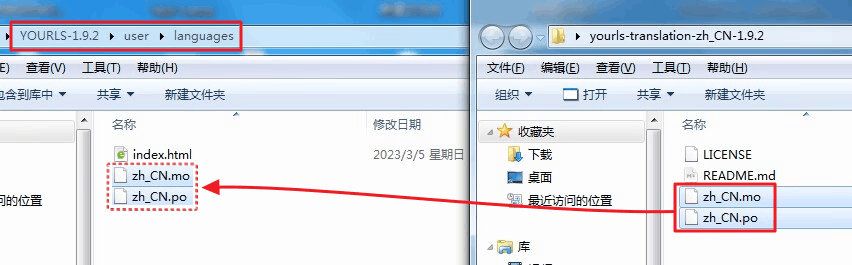 YOURLS-1.9.2 ▸ user ▸ languages
查看(V) 工具(T) 帮助(H)
含到库中 共享 新建文件夹
名称 修改日期
index.html 2023/3/5 星期日
zh_CN.mo
zh_CN.po
问的位置
yourls-translation-zh_CN-1.9.2
文件(F) 编辑(E) 查看(V) 工具(T) 帮助(H)
组织 打开 共享 新建文件夹
收藏夹
下载
桌面
最近访问的位置
库
名称
LICENSE
README.md
zh_CN.mo
zh_CN.po